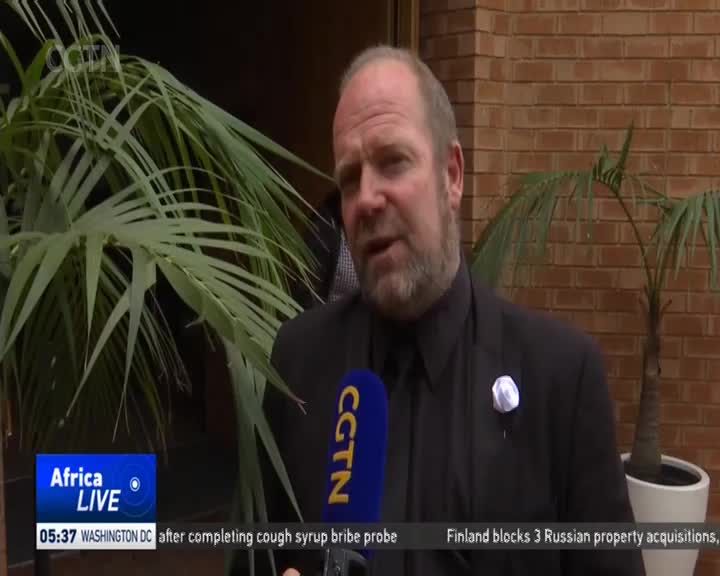 CGTN
CGTN
Africa
LIVE
05:37 WASHINGTON DC after completing cough syrup bribe probe Finland blocks 3 Russian property acquisitions,